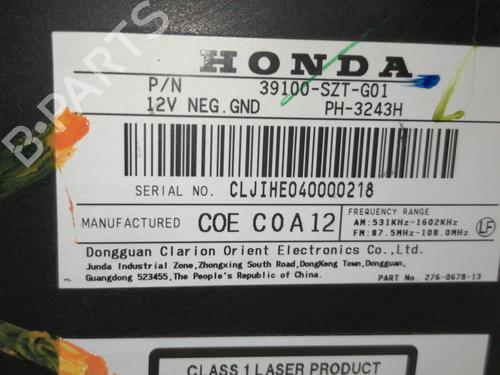 HONDA
P/N 39100-SZT-G01
12V NEG.GND PH-3243H
SERIAL NO. CLJIHE040000218
MANUFACTURED COE C0A12
FREQUENCY RANGE
AM:531KHz-1602KHz
FM:87.5MHz-108.0MHz
LF
Dongguan Clarion Orient Electronics Co.,Ltd.
Junda Industrial Zone,Zhongxing South Road,DongKeng Town,Dongguan,
Guangdong 523455,The People's Republic of China.
PART No. 276-0678-13
CLASS 1 LASER PRODUCT
B-PARTS